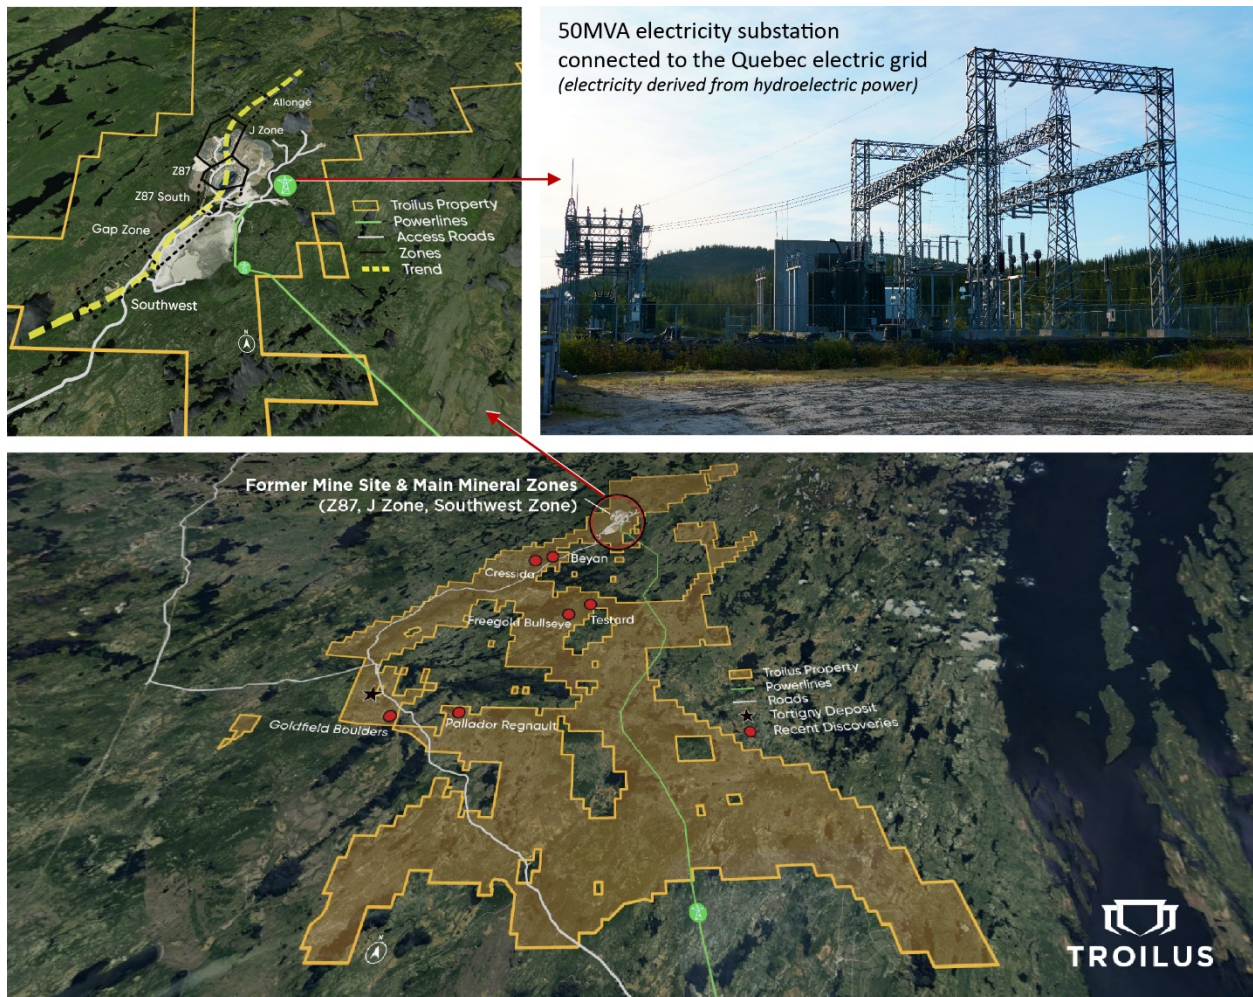 Allongé
J Zone
Z87
Z87 South
Gap Zone
Southwest
Troilus Property
Powerlines
Access Roads
Zones
Trend
N
50MVA electricity substation
connected to the Quebec electric grid
(electricity derived from hydroelectric power)
Former Mine Site & Main Mineral Zones
(Z87, J Zone, Southwest Zone)
Beyan
Cressida
Freegold Bullseye
Testard
Goldfield Boulders
Pallador Regnault
Troilus Property
Powerlines
Roads
Tortigny Deposit
Recent Discoveries
N
TROILUS